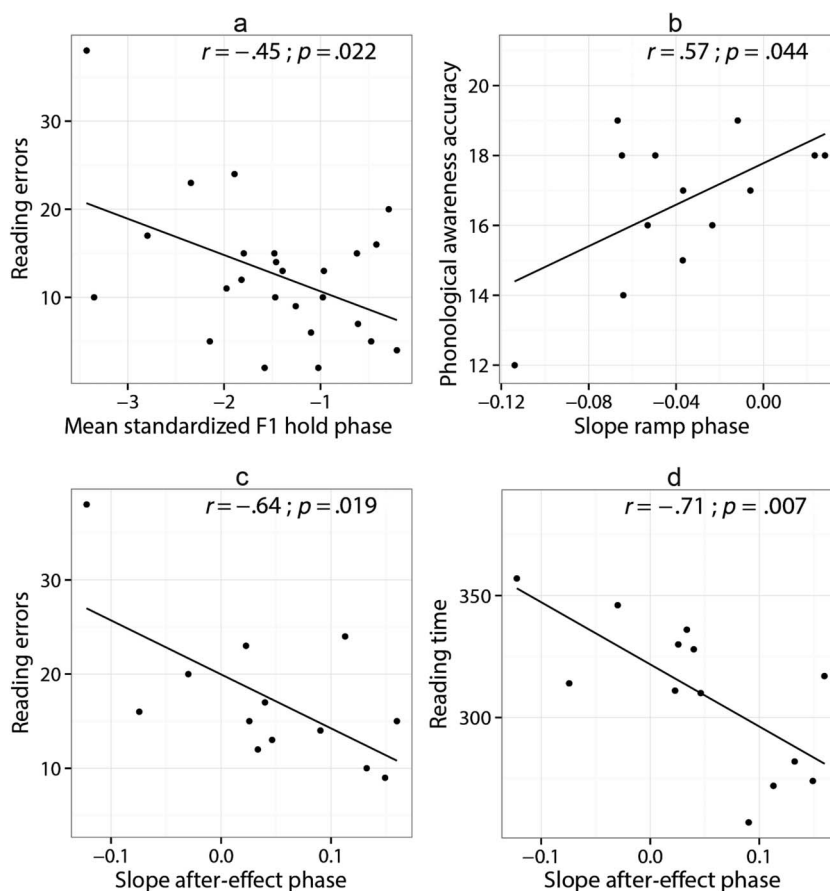 a
r = −.45 ; p = .022
30
20
10
Reading errors
−3 −2 −1
Mean standardized F1 hold phase
b
r = .57 ; p = .044
20
18
16
14
12
Phonological awareness accuracy
−0.12 −0.08 −0.04 0.00
Slope ramp phase
c
r = −.64 ; p = .019
30
20
10
Reading errors
−0.1 0.0 0.1
Slope after-effect phase
d
r = −.71 ; p = .007
350
300
Reading time
−0.1 0.0 0.1
Slope after-effect phase